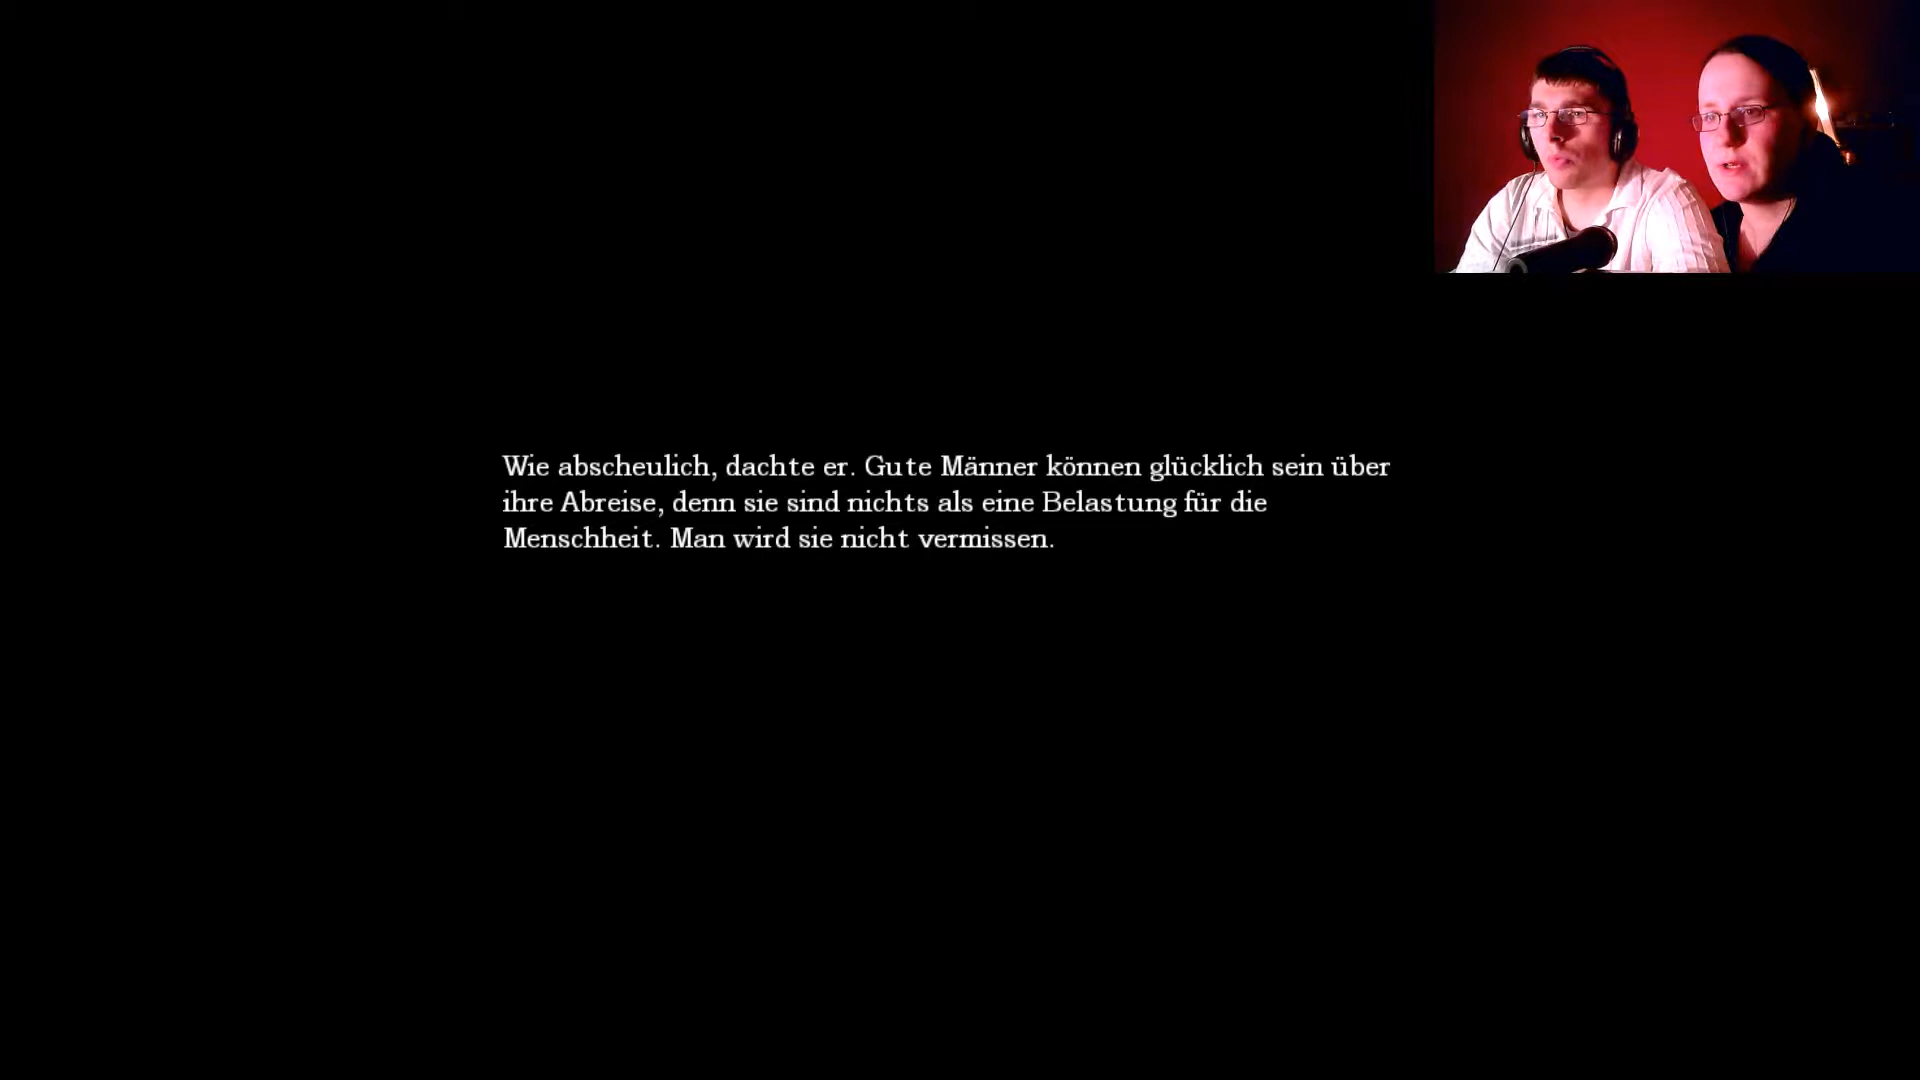 Wie abscheulich, dachte er. Gute Männer können glücklich sein über
ihre Abreise, denn sie sind nichts als eine Belastung für die
Menschheit. Man wird sie nicht vermissen.